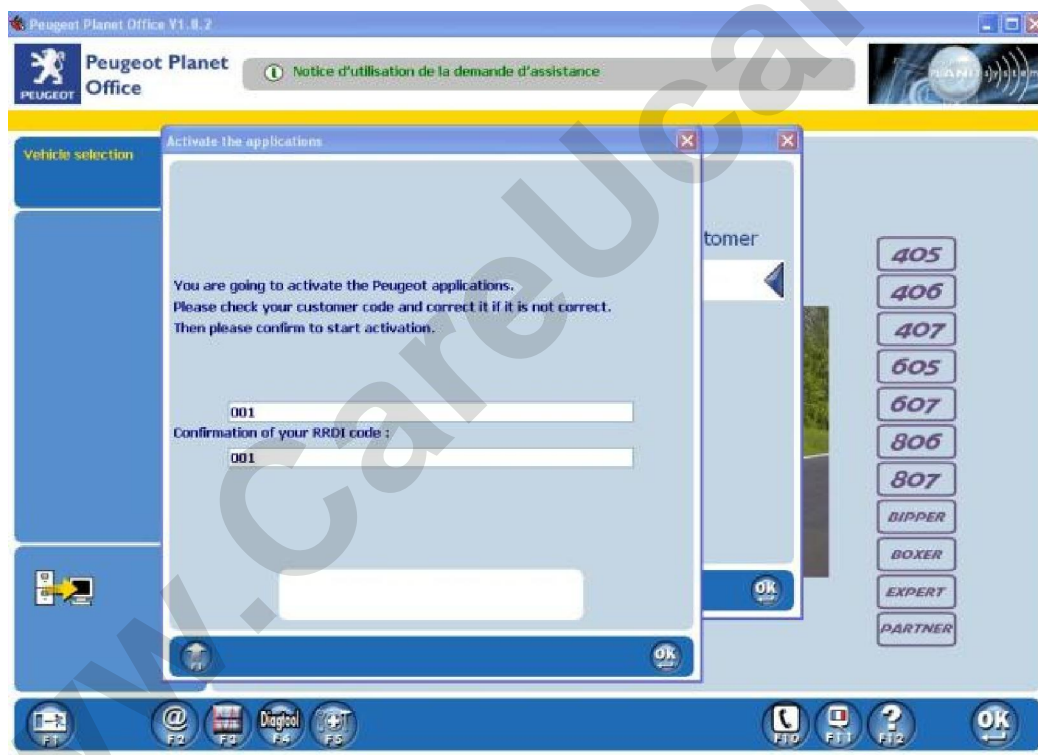 Peugeot Planet Office V1.0.2
PEUGEOT
Peugeot Planet
Office
Notice d'utilisation de la demande d'assistance
Vehicle selection
Activate the applications
You are going to activate the Peugeot applications.
Please check your customer code and correct it if it is not correct.
Then please confirm to start activation.
001
Confirmation of your RRDI code :
001
tomer
OK
OK
405
406
407
605
607
806
807
BIPPER
BOXER
EXPERT
PARTNER
F1
@ F2
F3
Diagtool F4
F5
F10
F11
? F12
OK
www.CareUcar